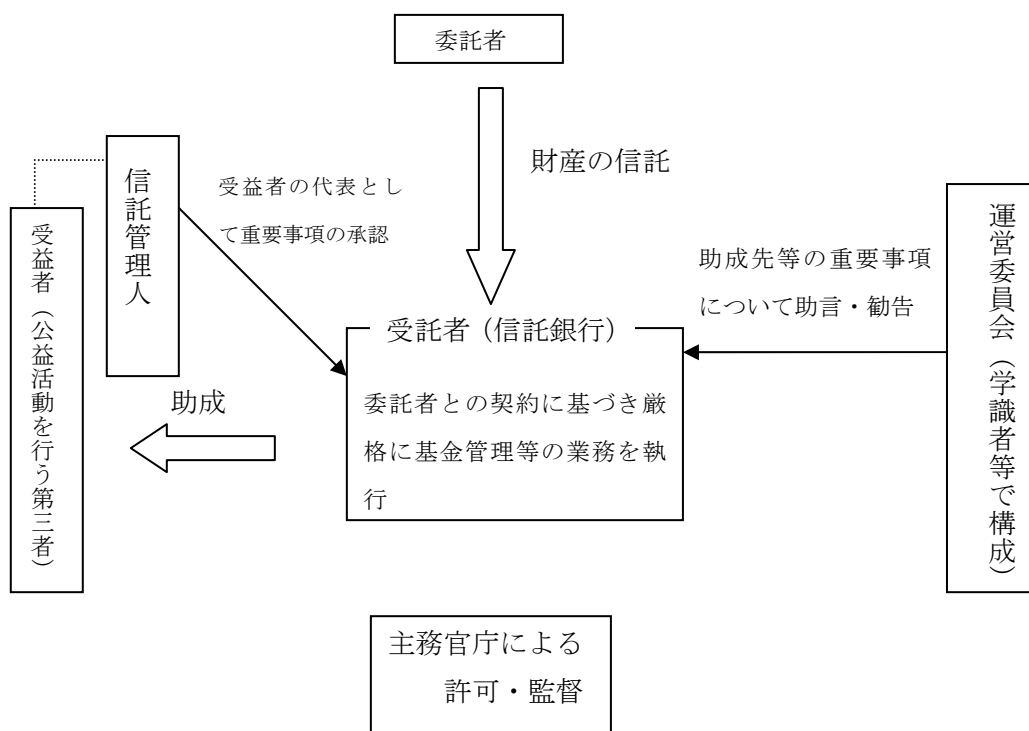 委託者
財産の信託
信託管理人
受益者の代表とし
て重要事項の承認
受益者（公益活動を行う第三者）
助成先等の重要事項
について助言・勧告
運営委員会（学識者等で構成）
受託者（信託銀行）
委託者との契約に基づき厳
格に基金管理等の業務を執
行
助成
主務官庁による
許可・監督